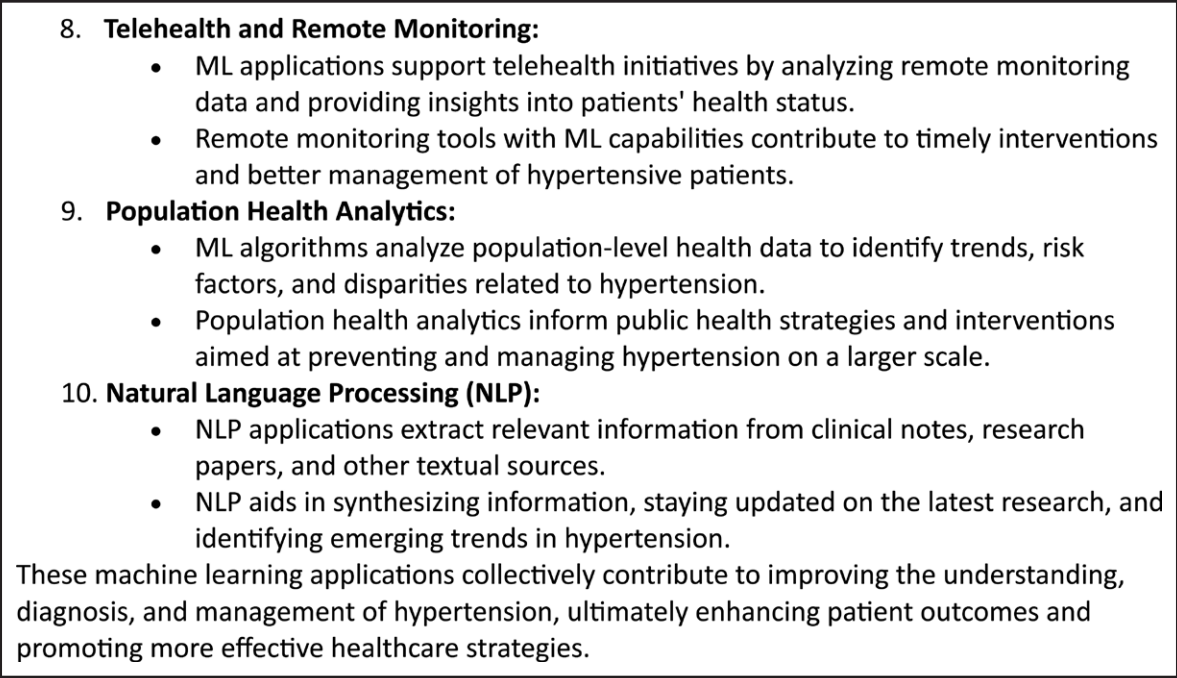 8. Telehealth and Remote Monitoring:
• ML applications support telehealth initiatives by analyzing remote monitoring
data and providing insights into patients' health status.
• Remote monitoring tools with ML capabilities contribute to timely interventions
and better management of hypertensive patients.
9. Population Health Analytics:
• ML algorithms analyze population-level health data to identify trends, risk
factors, and disparities related to hypertension.
• Population health analytics inform public health strategies and interventions
aimed at preventing and managing hypertension on a larger scale.
10. Natural Language Processing (NLP):
• NLP applications extract relevant information from clinical notes, research
papers, and other textual sources.
• NLP aids in synthesizing information, staying updated on the latest research, and
identifying emerging trends in hypertension.
These machine learning applications collectively contribute to improving the understanding,
diagnosis, and management of hypertension, ultimately enhancing patient outcomes and
promoting more effective healthcare strategies.